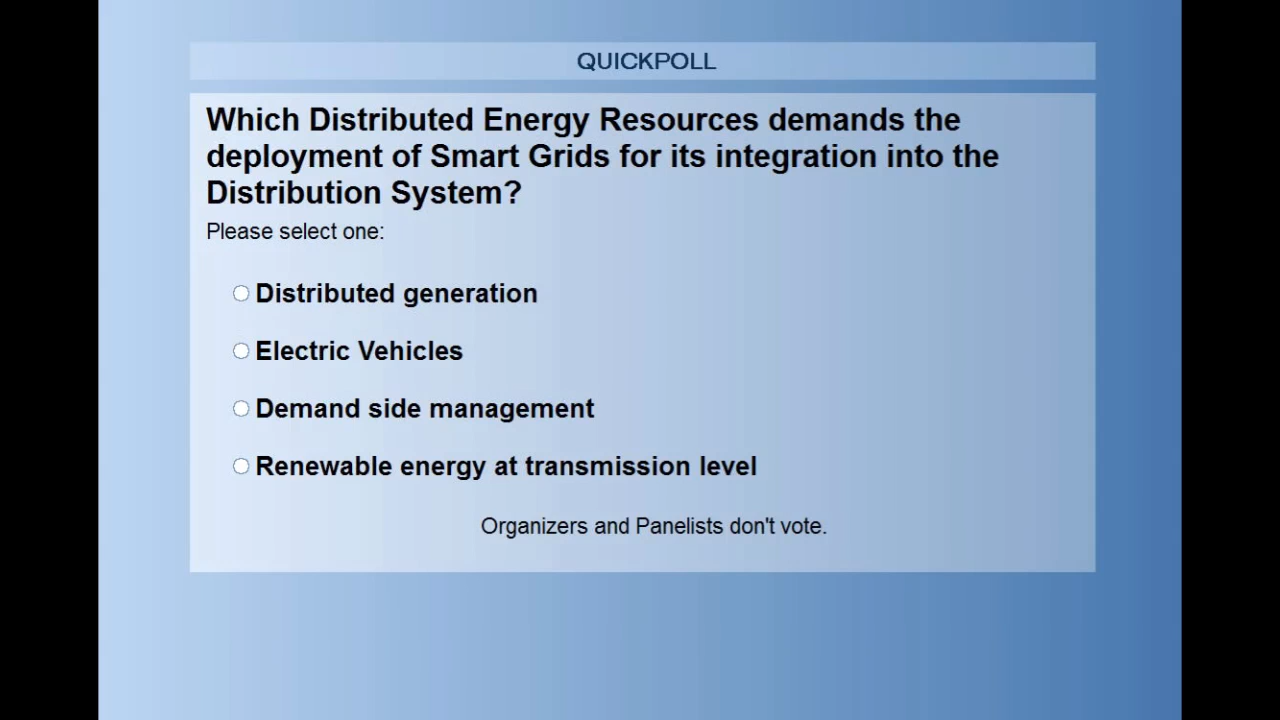 QUICKPOLL
Which Distributed Energy Resources demands the
deployment of Smart Grids for its integration into the
Distribution System?
Please select one:
Distributed generation
Electric Vehicles
Demand side management
Renewable energy at transmission level
Organizers and Panelists don't vote.